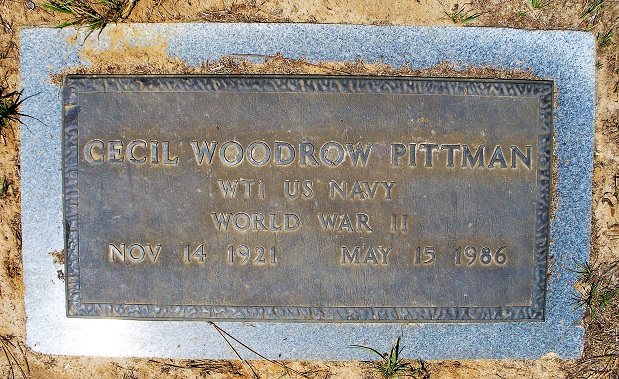 CECIL WOODROW PITTMAN
WT1 US NAVY
WORLD WAR II
NOV 14 1921 MAY 15 1986